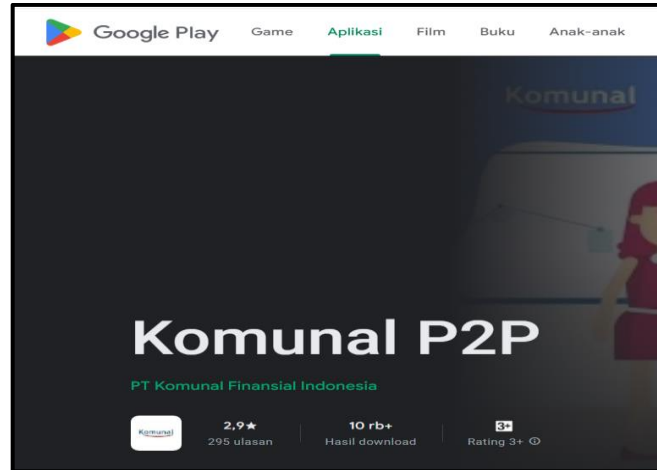 Google Play Game Aplikasi Film Buku Anak-anak
Komunal
Komunal P2P
PT Komunal Finansial Indonesia
Komunal
2,9★ 10 rb+ 3+
295 ulasan Hasil download Rating 3+